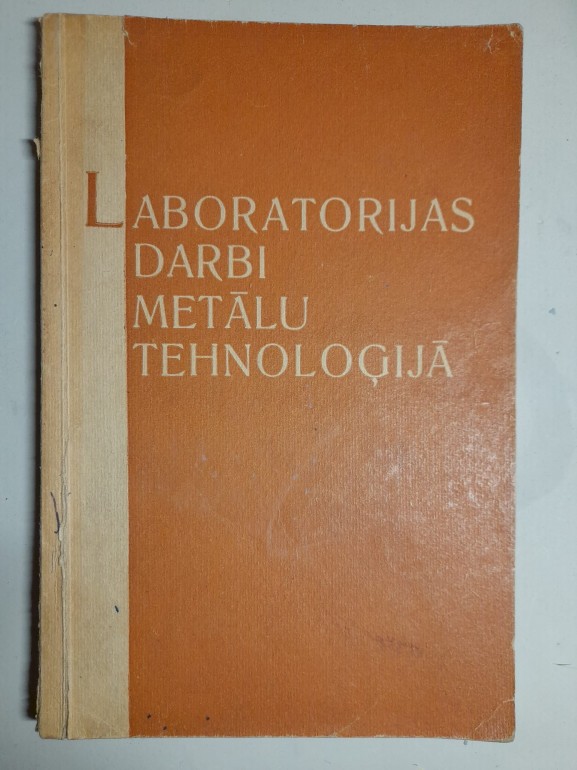 LABORATORIJAS
DARBI
METĀLU
TEHNOLOĢIJĀ